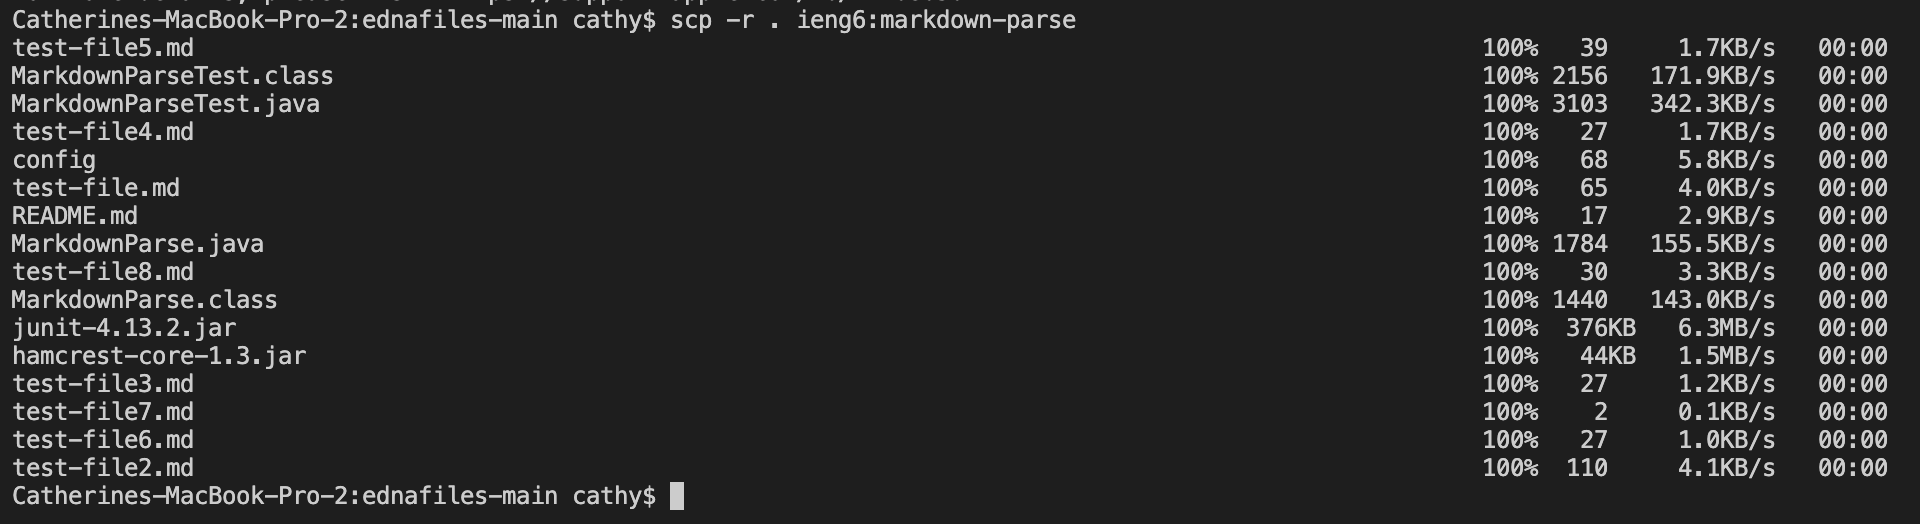 Catherines-MacBook-Pro-2:ednafiles-main cathy$ scp -r . ieng6:markdown-parse
test-file5.md 100% 39 1.7KB/s 00:00
MarkdownParseTest.class 100% 2156 171.9KB/s 00:00
MarkdownParseTest.java 100% 3103 342.3KB/s 00:00
test-file4.md 100% 27 1.7KB/s 00:00
config 100% 68 5.8KB/s 00:00
test-file.md 100% 65 4.0KB/s 00:00
README.md 100% 17 2.9KB/s 00:00
MarkdownParse.java 100% 1784 155.5KB/s 00:00
test-file8.md 100% 30 3.3KB/s 00:00
MarkdownParse.class 100% 1440 143.0KB/s 00:00
junit-4.13.2.jar 100% 376KB 6.3MB/s 00:00
hamcrest-core-1.3.jar 100% 44KB 1.5MB/s 00:00
test-file3.md 100% 27 1.2KB/s 00:00
test-file7.md 100% 2 0.1KB/s 00:00
test-file6.md 100% 27 1.0KB/s 00:00
test-file2.md 100% 110 4.1KB/s 00:00
Catherines-MacBook-Pro-2:ednafiles-main cathy$